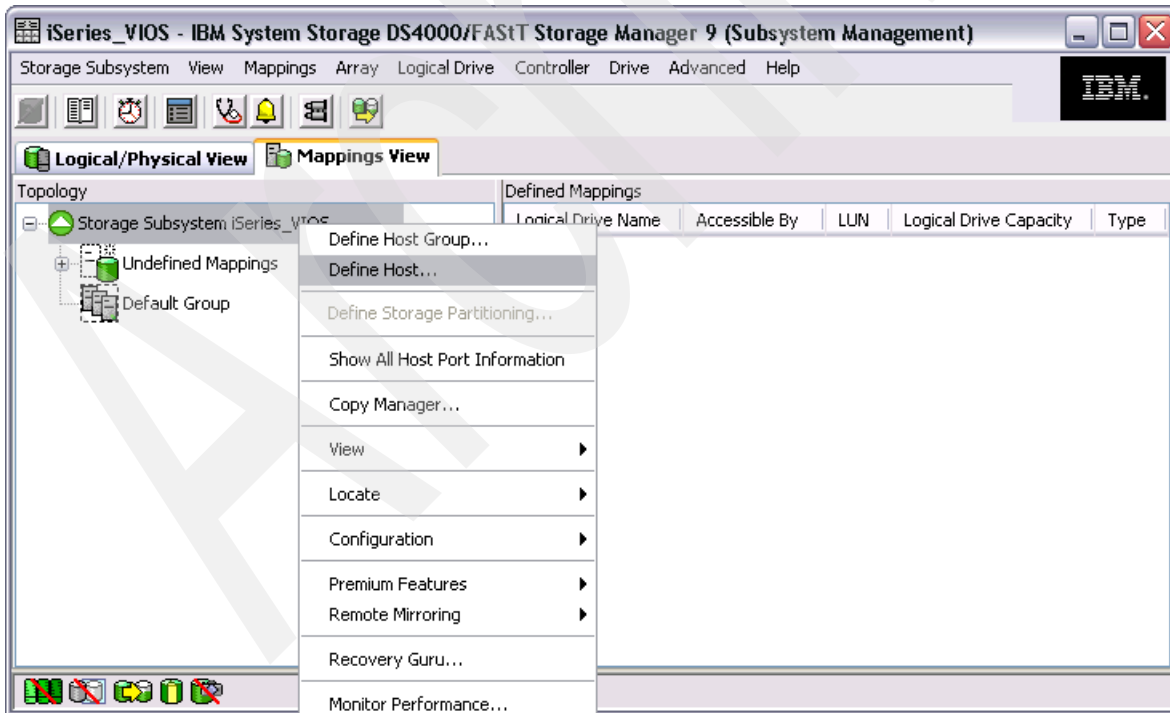 iSeries_VIOS - IBM System Storage DS4000/FAStT Storage Manager 9 (Subsystem Management)
Storage Subsystem View Mappings Array Logical Drive Controller Drive Advanced Help
IBM.
Logical/Physical View Mappings View
Topology Defined Mappings
Storage Subsystem iSeries_VIOS Logical Drive Name Accessible By LUN Logical Drive Capacity Type
Undefined Mappings
Default Group
Define Host Group...
Define Host...
Define Storage Partitioning...
Show All Host Port Information
Copy Manager...
View
Locate
Configuration
Premium Features
Remote Mirroring
Recovery Guru...
Monitor Performance...